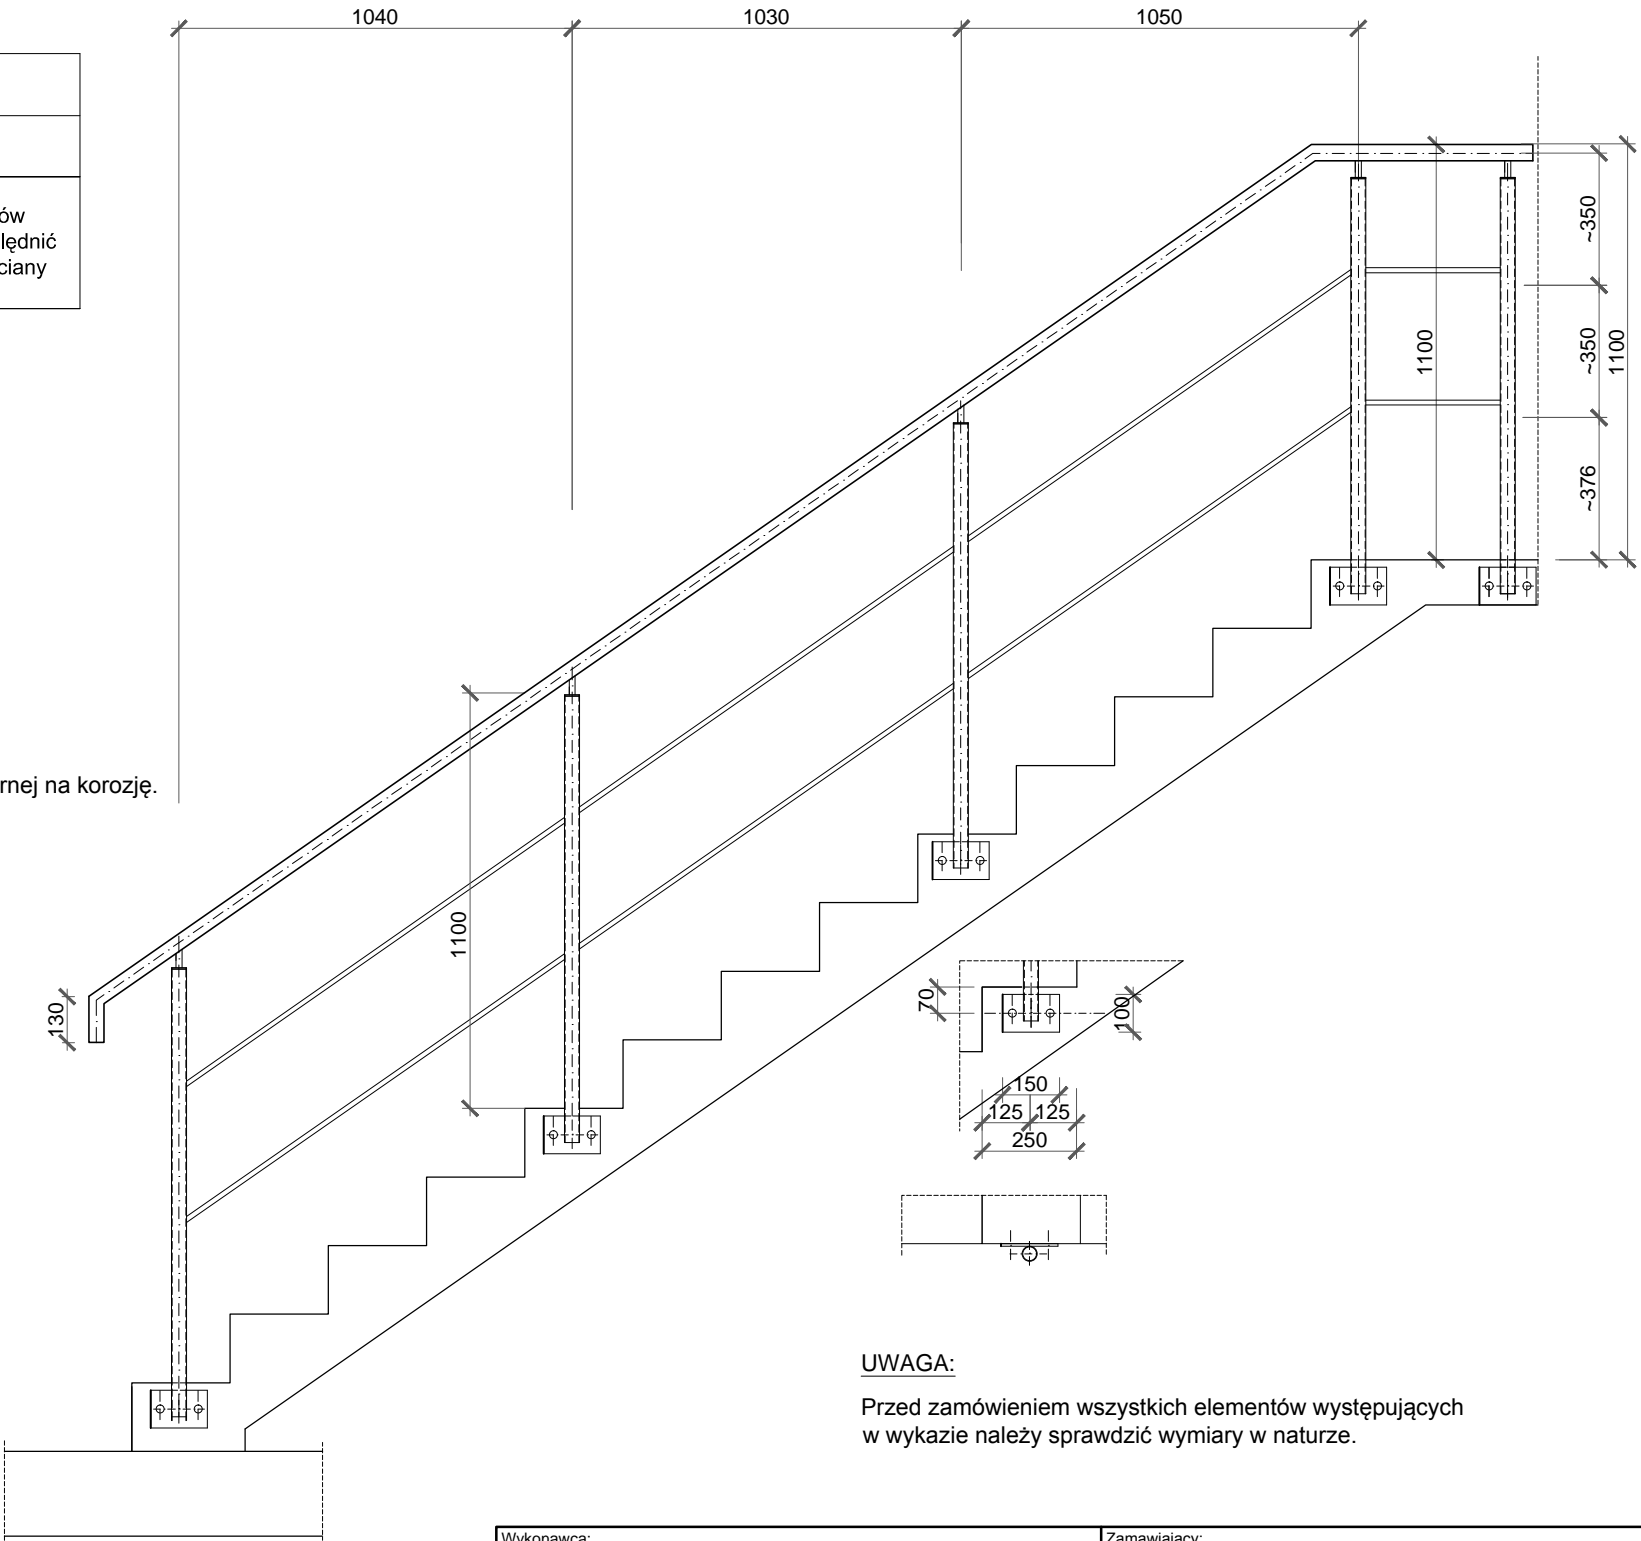 1040
1030
1050
ów
lędnić
ciany
~350
~350
1100
1100
~376
rnej na korozję.
1100
130
70
100
150
125 125
250
UWAGA:
Przed zamówieniem wszystkich elementów występujących
w wykazie należy sprawdzić wymiary w naturze.
Wykonawca:
Zamawiający: